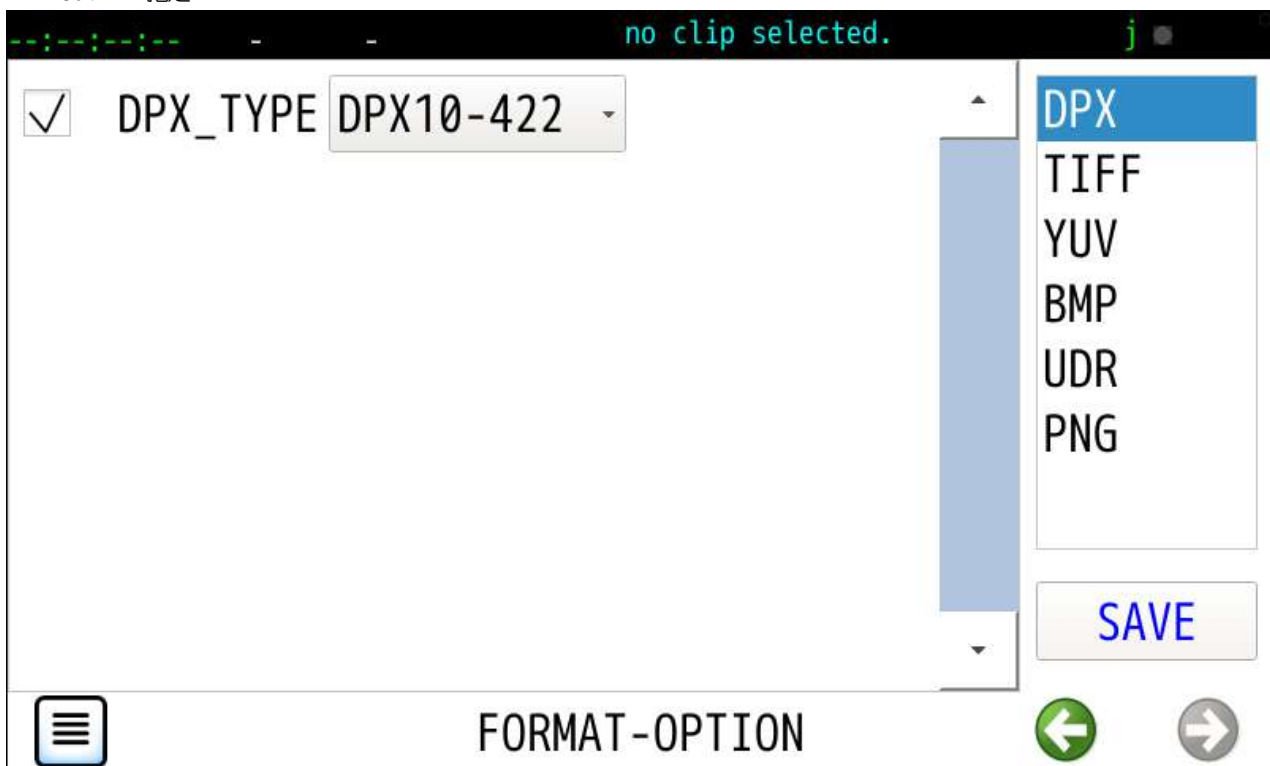 --:--:--:-- - - no clip selected. j
DPX_TYPE DPX10-422
DPX
TIFF
YUV
BMP
UDR
PNG
SAVE
FORMAT-OPTION